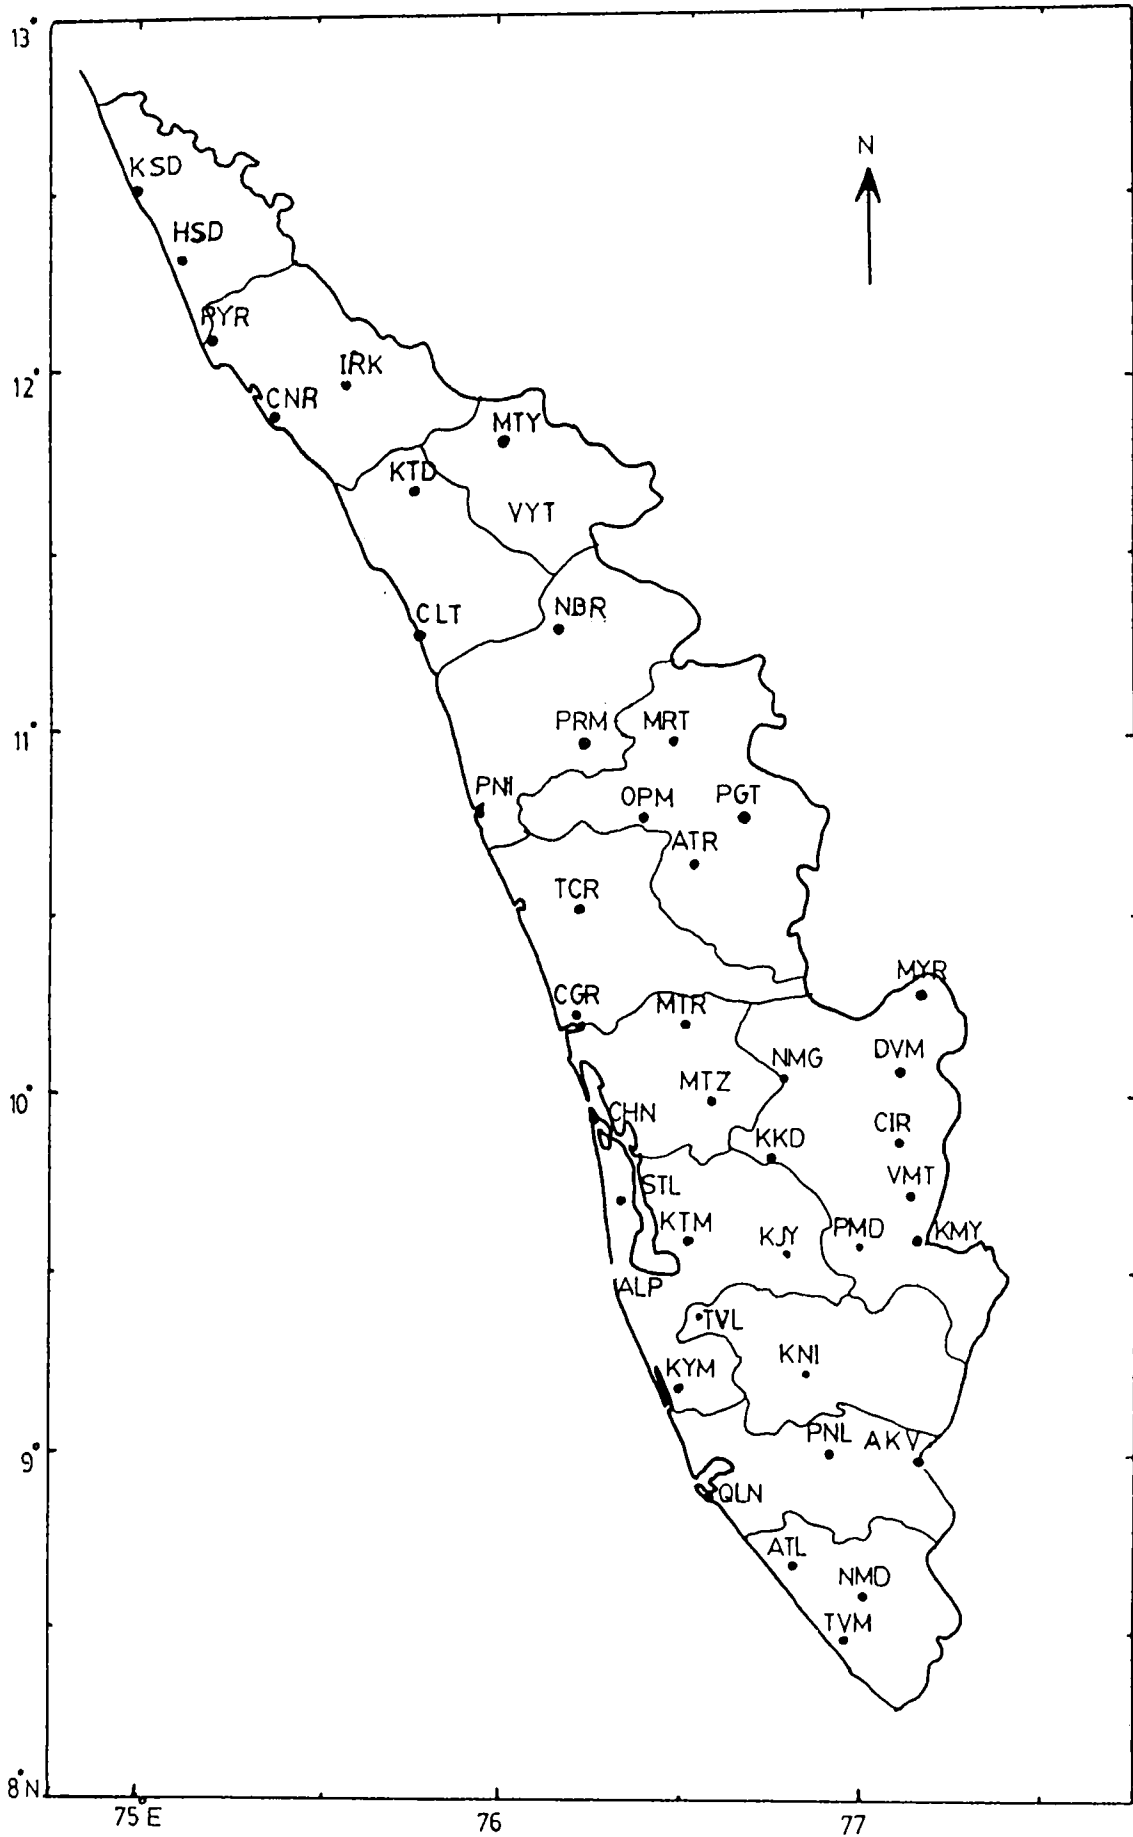 13°
N
KSD
HSD
PYR
IRK
12°
CNR
MTY
KTD
VYT
CLT
NBR
11°
PRM
MRT
PNI
OPM
PGT
ATR
TCR
MYR
CGR
MTR
DVM
NMG
10°
MTZ
CHN
CIR
KKD
VMT
STL
KTM
KJY
PMD
KMY
ALP
TVL
KYM
KNI
9°
PNL
AKV
QLN
ATL
NMD
TVM
8°N
75°E
76
77